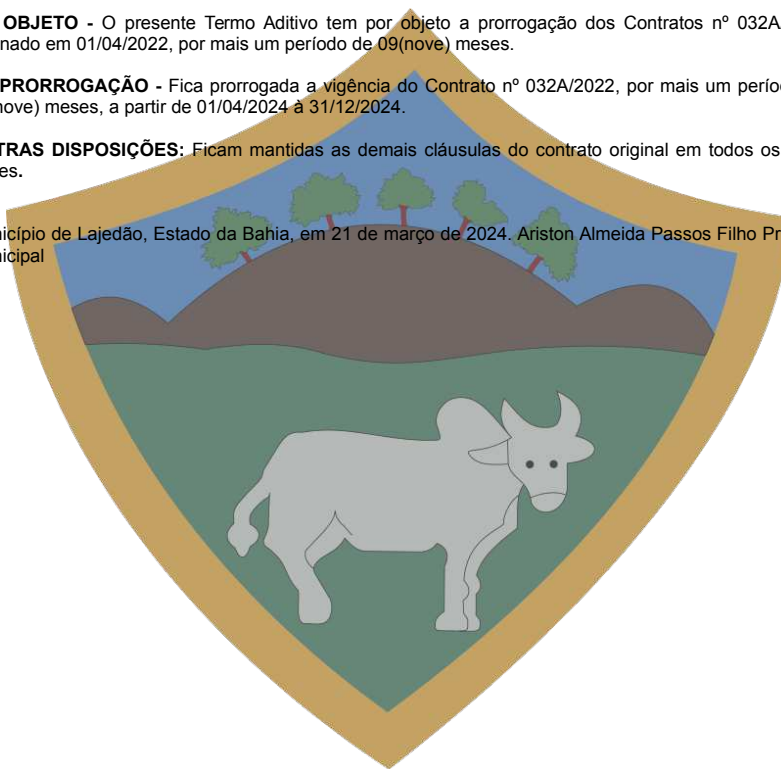 OBJETO - O presente Termo Aditivo tem por objeto a prorrogação dos Contratos nº 032A
nado em 01/04/2022, por mais um período de 09(nove) meses.
PRORROGAÇÃO - Fica prorrogada a vigência do Contrato nº 032A/2022, por mais um períod
nove) meses, a partir de 01/04/2024 à 31/12/2024.
TRAS DISPOSIÇÕES: Ficam mantidas as demais cláusulas do contrato original em todos os
es.
nicípio de Lajedão, Estado da Bahia, em 21 de março de 2024. Ariston Almeida Passos Filho Pr
nicipal